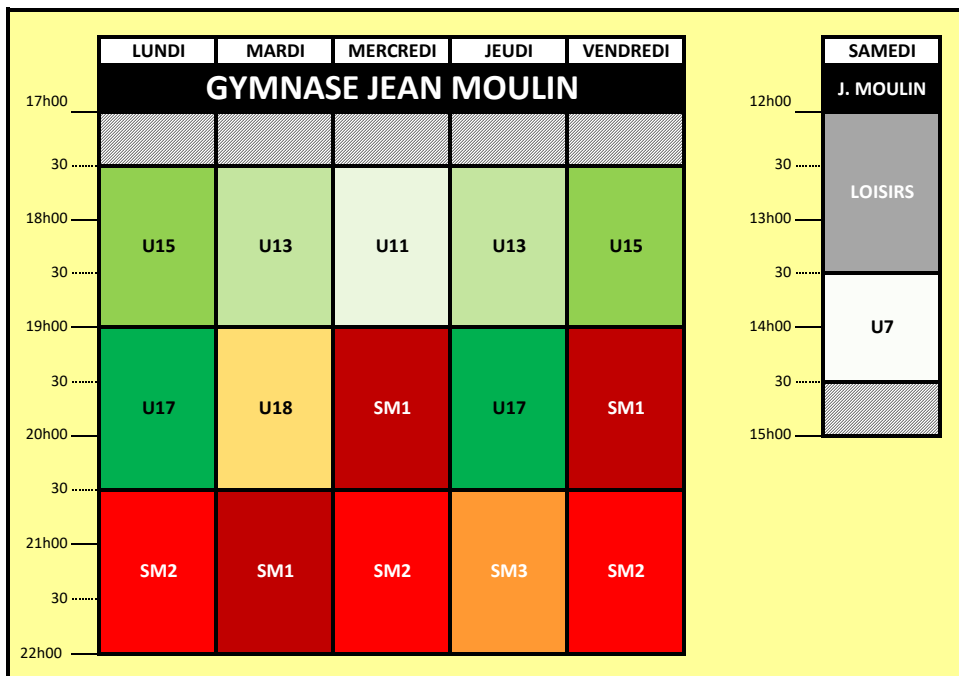 LUNDI MARDI MERCREDI JEUDI VENDREDI SAMEDI
GYMNASE JEAN MOULIN J. MOULIN
17h00 12h00
30 30
18h00 LOISIRS
13h00
U15 U13 U11 U13 U15
30 30
19h00 14h00 U7
30 30
U17 U18 SM1 U17 SM1
20h00 15h00
30
21h00
SM2 SM1 SM2 SM3 SM2
30
22h00